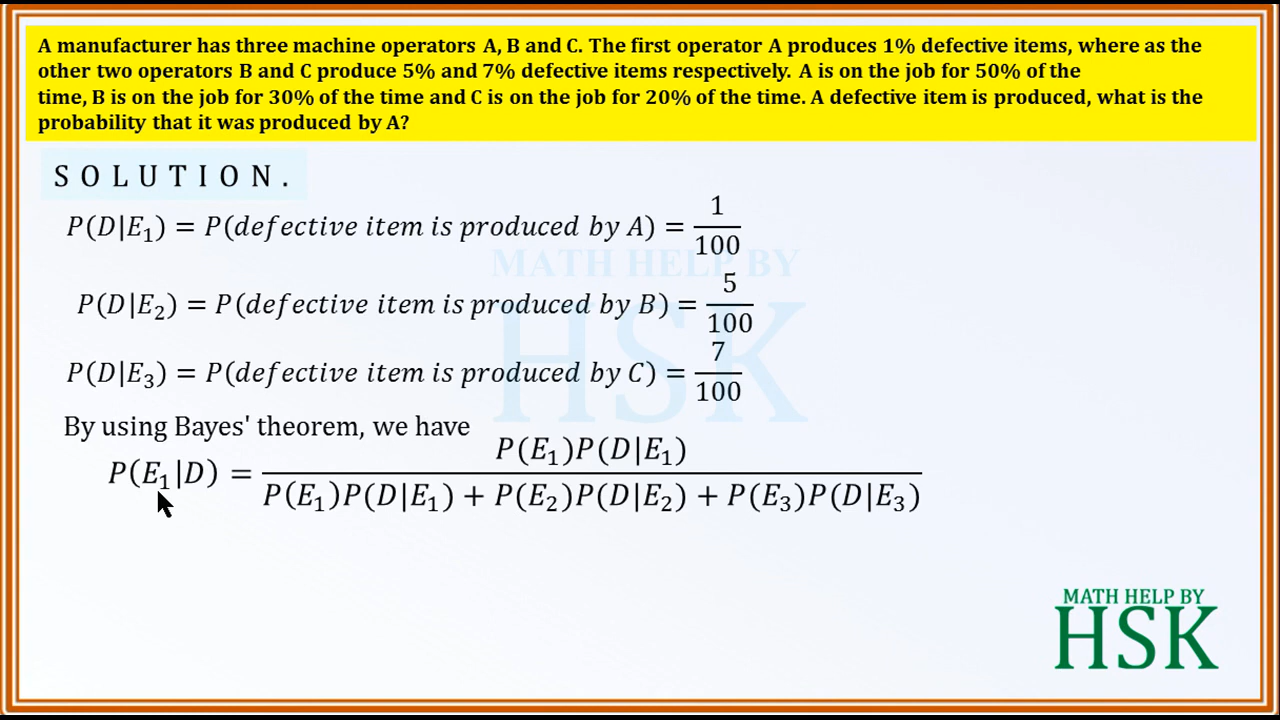 A manufacturer has three machine operators A, B and C. The first operator A produces 1% defective items, where as the
other two operators B and C produce 5% and 7% defective items respectively. A is on the job for 50% of the
time, B is on the job for 30% of the time and C is on the job for 20% of the time. A defective item is produced, what is the
probability that it was produced by A?
SOLUTION.
P(D|E₁) = P(defective item is produced by A) = 1/100
MATH HELP BY
HSK
P(D|E₂) = P(defective item is produced by B) = 5/100
P(D|E₃) = P(defective item is produced by C) = 7/100
By using Bayes' theorem, we have
P(E₁|D) = P(E₁)P(D|E₁) / P(E₁)P(D|E₁) + P(E₂)P(D|E₂) + P(E₃)P(D|E₃)
MATH HELP BY
HSK